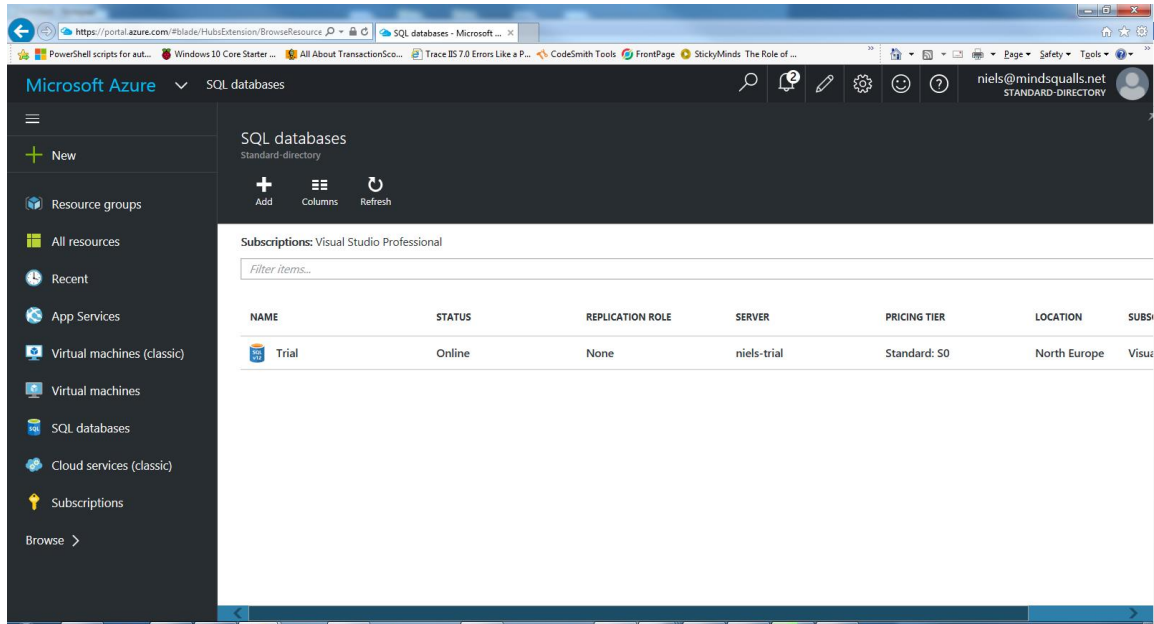 https://portal.azure.com/#blade/HubsExtension/BrowseResource
SQL databases - Microsoft ...
PowerShell scripts for aut...
Windows 10 Core Starter ...
All About TransactionSco...
Trace IIS 7.0 Errors Like a P...
CodeSmith Tools
FrontPage
StickyMinds The Role of ...
Page
Safety
Tools
Microsoft Azure
SQL databases
2
niels@mindsqualls.net
STANDARD-DIRECTORY
New
Resource groups
All resources
Recent
App Services
Virtual machines (classic)
Virtual machines
SQL databases
Cloud services (classic)
Subscriptions
Browse >
SQL databases
Standard-directory
Add Columns Refresh
Subscriptions: Visual Studio Professional
Filter items...
NAME STATUS REPLICATION ROLE SERVER PRICING TIER LOCATION
Trial Online None niels-trial Standard: S0 North Europe